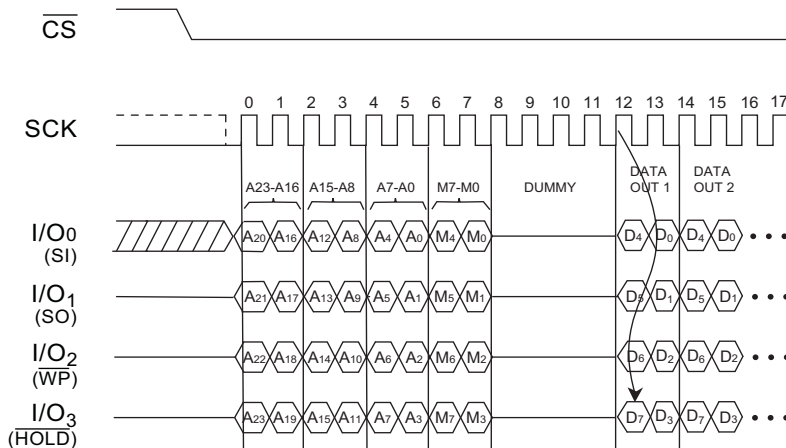 CS
0 1 2 3 4 5 6 7 8 9 10 11 12 13 14 15 16 17
SCK
A23-A16 A15-A8 A7-A0 M7-M0 DUMMY DATA OUT 1 DATA OUT 2
I/O0 A20 A16 A12 A8 A4 A0 M4 M0 D4 D0 D4 D0 • • •
(SI)
I/O1 A21 A17 A13 A9 A5 A1 M5 M1 D5 D1 D5 D1 • • •
(SO)
I/O2 A22 A18 A14 A10 A6 A2 M6 M2 D6 D2 D6 D2 • • •
(WP)
I/O3 A23 A19 A15 A11 A7 A3 M7 M3 D7 D3 D7 D3 • • •
(HOLD)